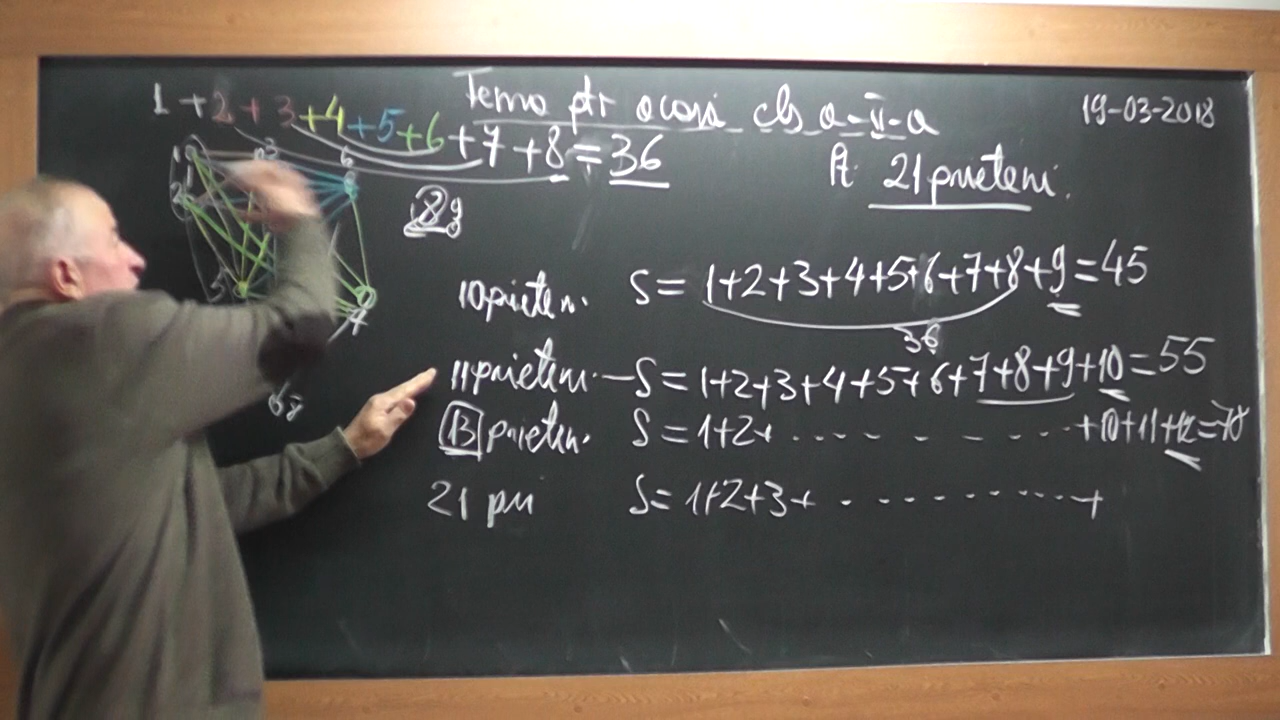 Tema ptr acasă cls a-V-a
19-03-2018
1 + 2 + 3 + 4 + 5 + 6 + 7 + 8 = 36
R: 21 prieteni.
10 prieteni. S = 1+2+3+4+5+6+7+8+9 = 45
36
11 prieteni. — S = 1+2+3+4+5+6+7+8+9+10 = 55
13 prieteni. S = 1+2+ . . . . . . . . +10+11+12 = 78
21 pri S = 1+2+3+ . . . . . . . . +